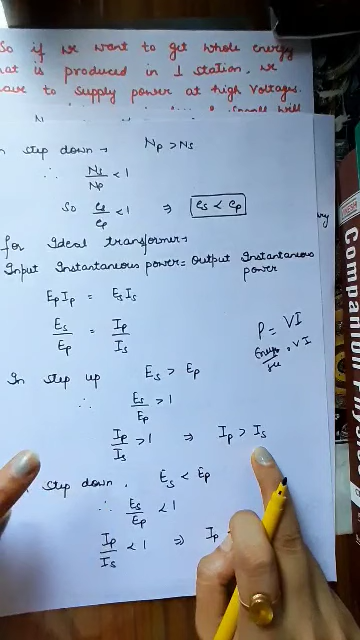 So if we want to get whole energy
that is produced in 1 station, we
have to supply power at high voltages.
will
In step down → Np > Ns
∴ Ns/Np < 1
So es/ep < 1 ⇒ es < ep
for Ideal transformer→
Input Instantaneous power = Output Instantaneous
power
EpIp = EsIs
Es/Ep = Ip/Is
P = VI
= VI
In step up Es > Ep
∴ Es/Ep > 1
Ip/Is > 1 ⇒ Ip > Is
step down, Es < Ep
∴ Es/Ep < 1
Ip/Is < 1 ⇒ Ip
Companion Physics